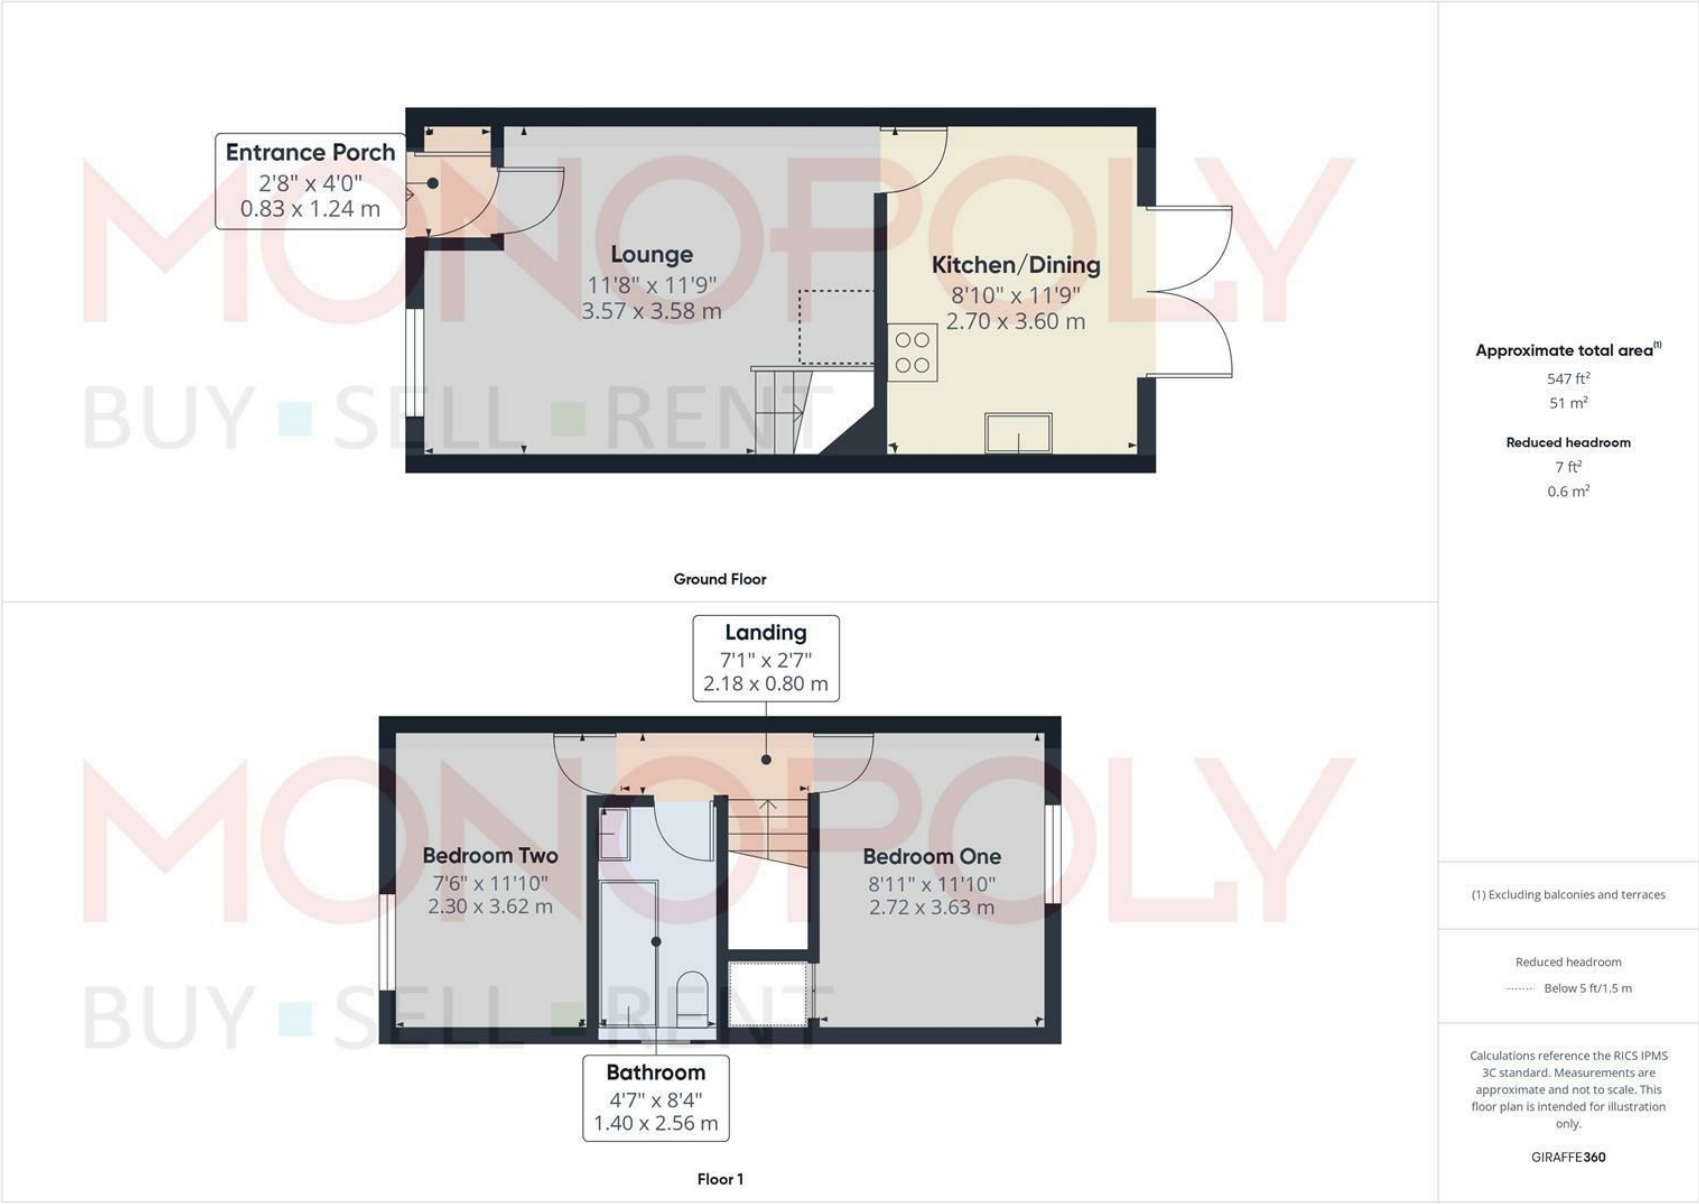 MONOPOLY
BUY SELL RENT
Entrance Porch
2'8" x 4'0"
0.83 x 1.24 m
Lounge
11'8" x 11'9"
3.57 x 3.58 m
Kitchen/Dining
8'10" x 11'9"
2.70 x 3.60 m
Ground Floor
Landing
7'1" x 2'7"
2.18 x 0.80 m
MONOPOLY
BUY SELL RENT
Bedroom Two
7'6" x 11'10"
2.30 x 3.62 m
Bedroom One
8'11" x 11'10"
2.72 x 3.63 m
Bathroom
4'7" x 8'4"
1.40 x 2.56 m
Floor 1
Approximate total area(1)
547 ft²
51 m²
Reduced headroom
7 ft²
0.6 m²
(1) Excluding balconies and terraces
Reduced headroom
Below 5 ft/1.5 m
Calculations reference the RICS IPMS
3C standard. Measurements are
approximate and not to scale. This
floor plan is intended for illustration
only.
GIRAFFE360